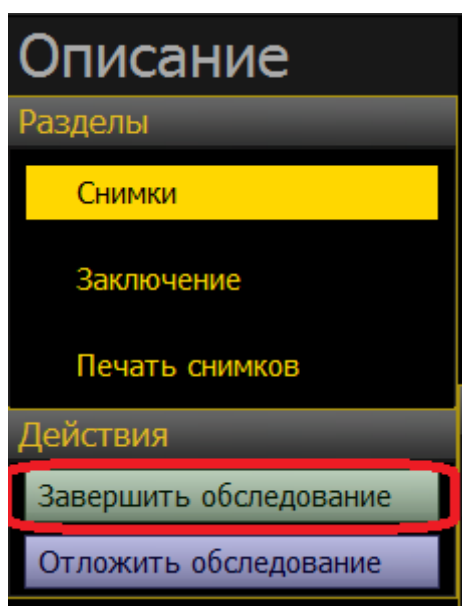 Описание
Разделы
Снимки
Заключение
Печать снимков
Действия
Завершить обследование
Отложить обследование